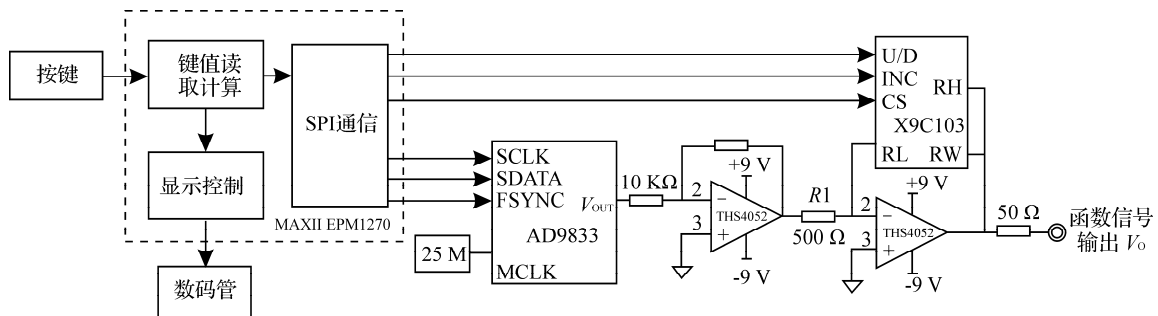 按键
键值读
取计算
显示控制
数码管
SPI通信
MAXII EPM1270
25 M
SCLK
SDATA
FSYNC
VOUT
AD9833
MCLK
10 KΩ
2
3
−
+
+9 V
THS4052
-9 V
R1
500 Ω
U/D
INC
CS
RH
X9C103
RL
RW
2
3
−
+
+9 V
THS4052
-9 V
50 Ω
函数信号
输出 VO